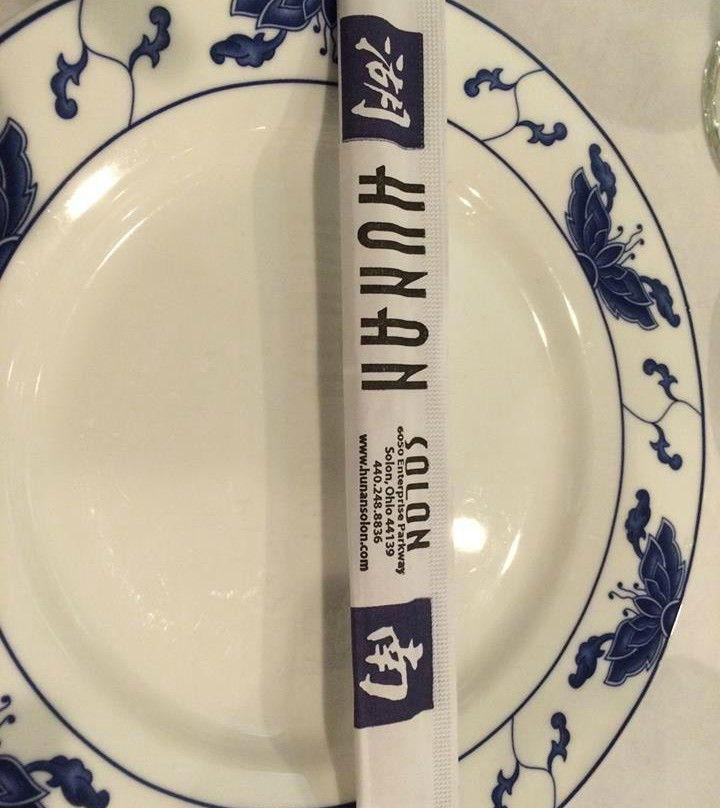 湖
HUNAN
SOLON
6050 Enterprise Parkway
Solon, Ohio 44139
440.248.8836
www.hunansolon.com
南